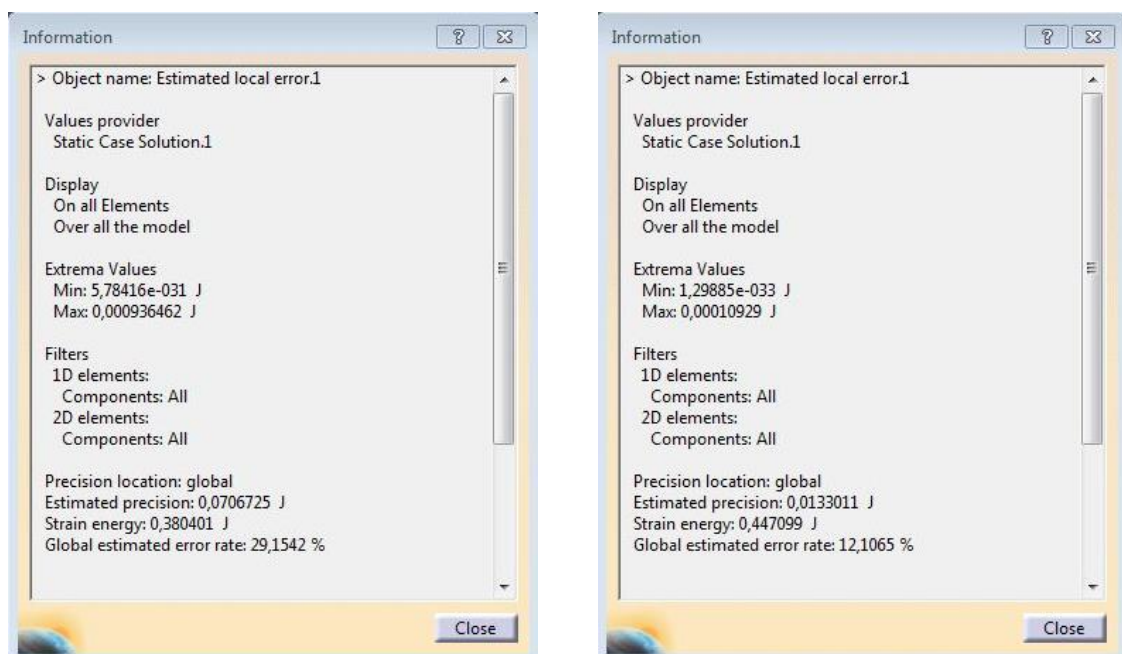 Information
> Object name: Estimated local error.1
Values provider
Static Case Solution.1
Display
On all Elements
Over all the model
Extrema Values
Min: 5,78416e-031 J
Max: 0,000936462 J
Filters
1D elements:
Components: All
2D elements:
Components: All
Precision location: global
Estimated precision: 0,0706725 J
Strain energy: 0,380401 J
Global estimated error rate: 29,1542 %
Close
Information
> Object name: Estimated local error.1
Values provider
Static Case Solution.1
Display
On all Elements
Over all the model
Extrema Values
Min: 1,29885e-033 J
Max: 0,00010929 J
Filters
1D elements:
Components: All
2D elements:
Components: All
Precision location: global
Estimated precision: 0,0133011 J
Strain energy: 0,447099 J
Global estimated error rate: 12,1065 %
Close